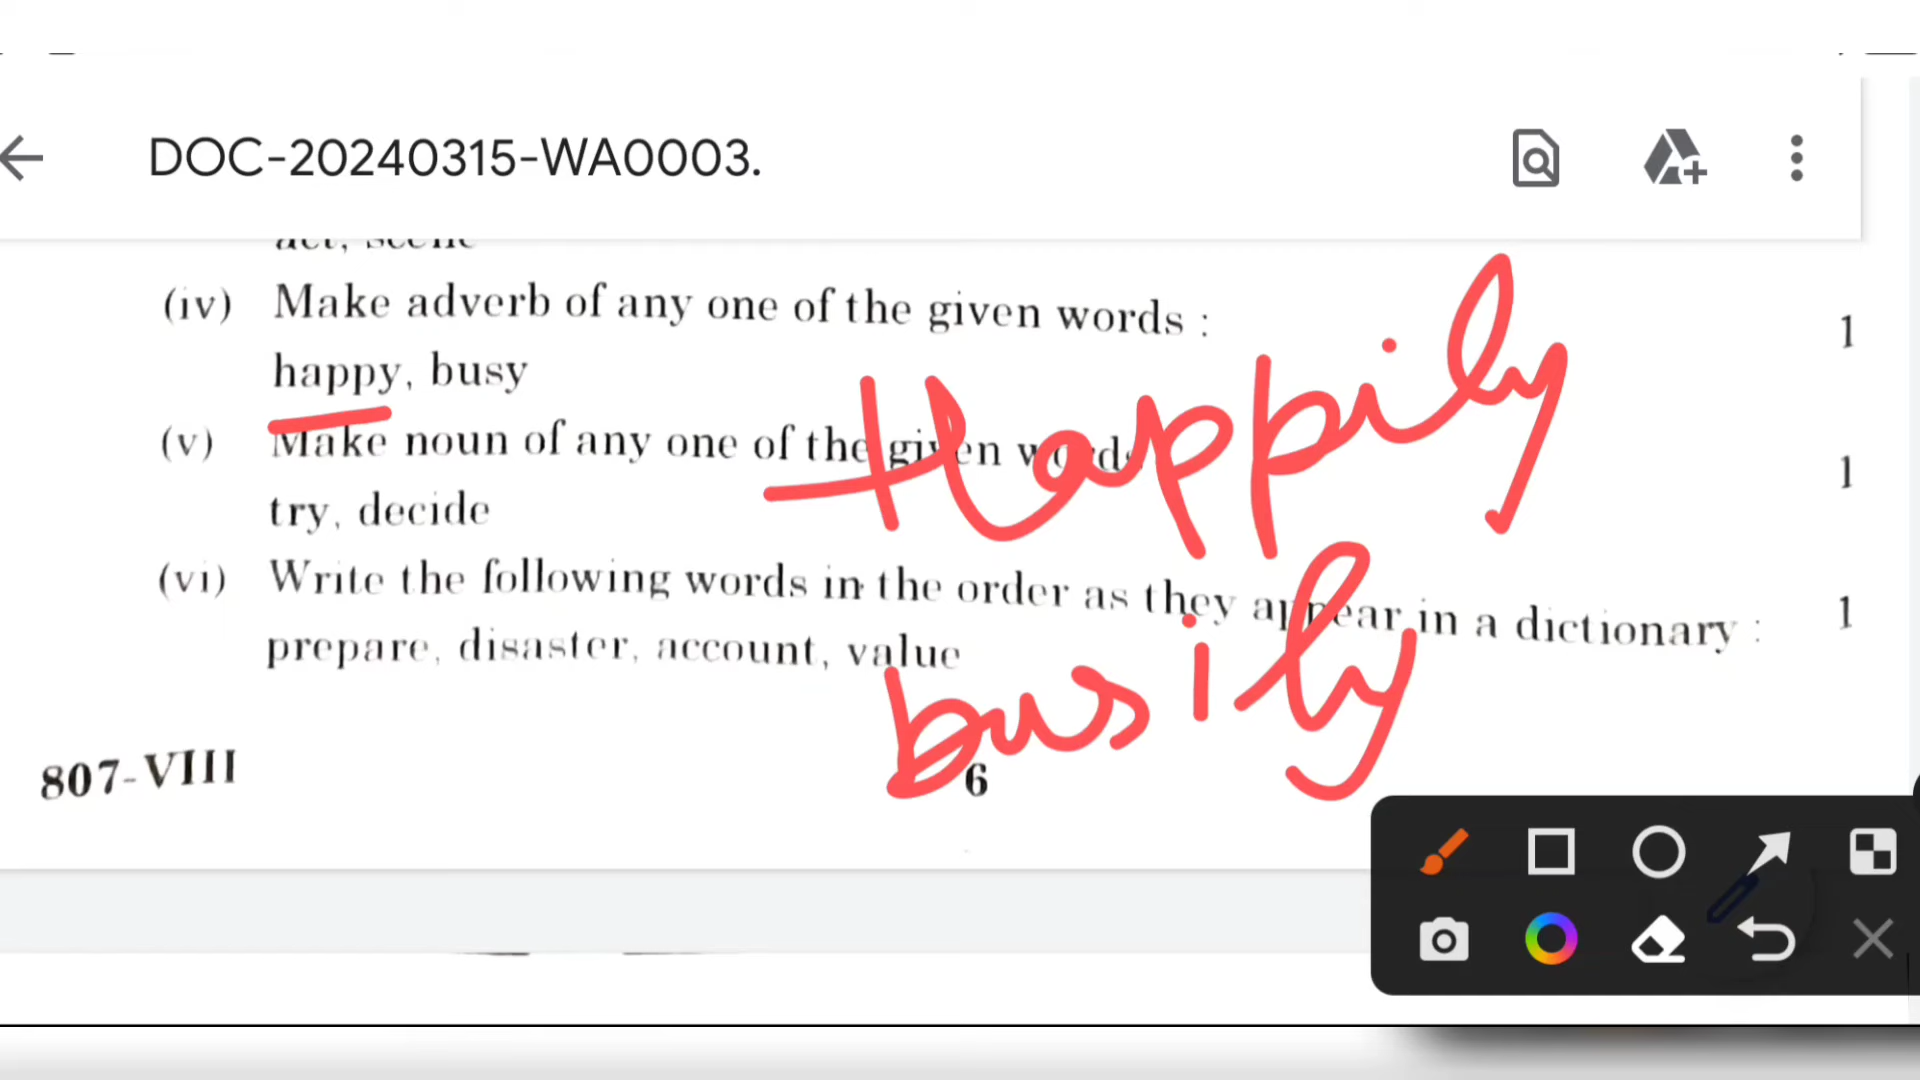 DOC-20240315-WA0003.
act, scene
(iv) Make adverb of any one of the given words : 1
happy, busy
Happily
(v) Make noun of any one of the given words 1
try, decide
(vi) Write the following words in the order as they appear in a dictionary : 1
prepare, disaster, account, value
busily
807-VIII 6